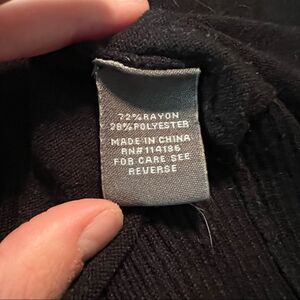 72%RAYON
28%POLYESTER
MADE IN CHINA
RN#114186
FOR CARE SEE
REVERSE